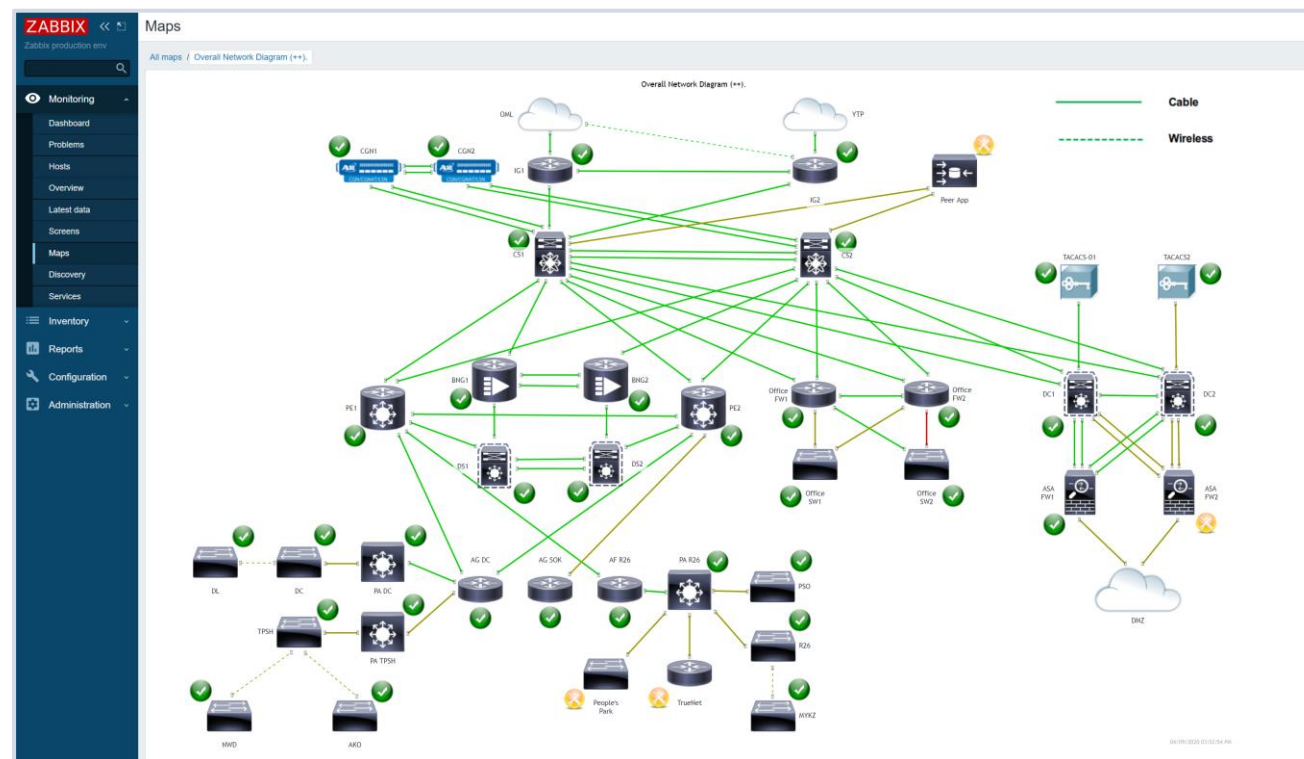 ZABBIX
Zabbix production env
Monitoring
Dashboard
Problems
Hosts
Overview
Latest data
Screens
Maps
Discovery
Services
Inventory
Reports
Configuration
Administration
Maps
All maps / Overall Network Diagram (++).
Overall Network Diagram (++).
Cable
Wireless
OML
YTP
CGN1
CGN2
IG1
IG2
Peer App
CS1
CS2
TACACS-01
TACACS2
BNG1
BNG2
PE1
PE2
Office
FW1
Office
FW2
DC1
DC2
DS1
DS2
Office
SW1
Office
SW2
ASA
FW1
ASA
FW2
DL
DC
PA DC
AG DC
AG SOK
AF R26
PA R26
PSO
DMZ
TPSH
PA TPSH
R26
People's
Park
TrueNet
MYKZ
NWD
AKO